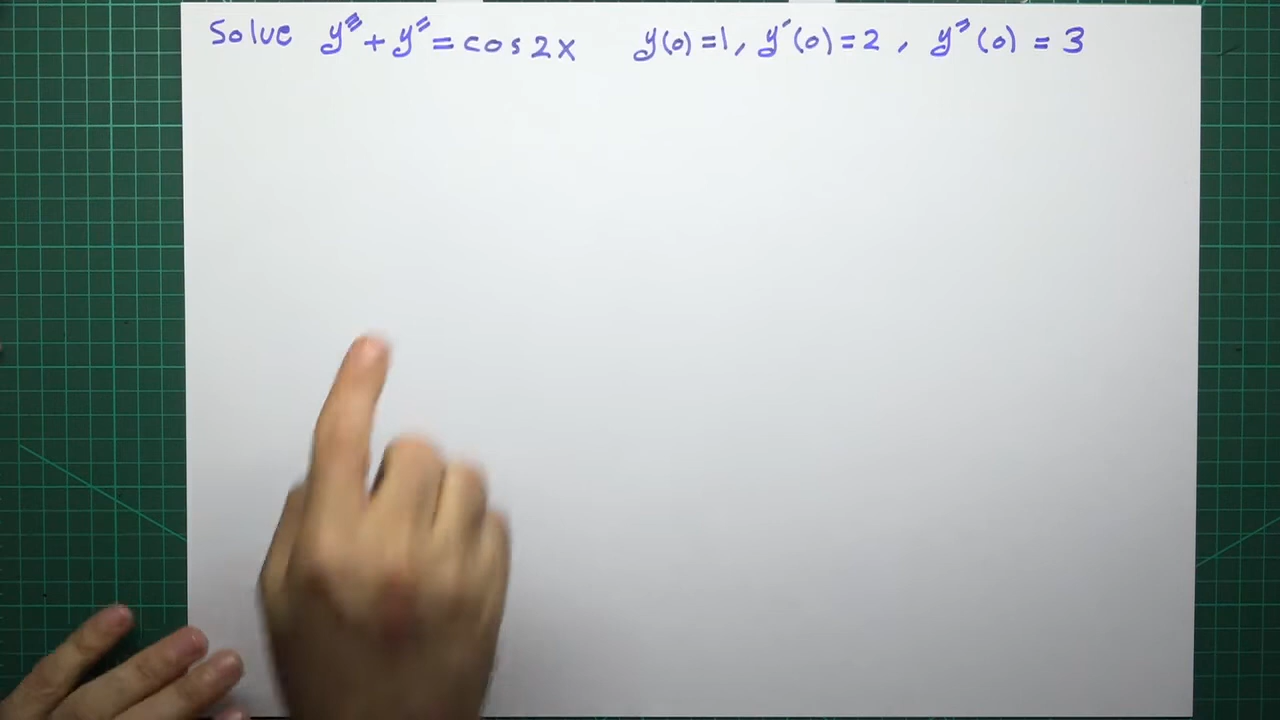 Solve y‴ + y″ = cos 2x y(0) = 1, y′(0) = 2, y″(0) = 3